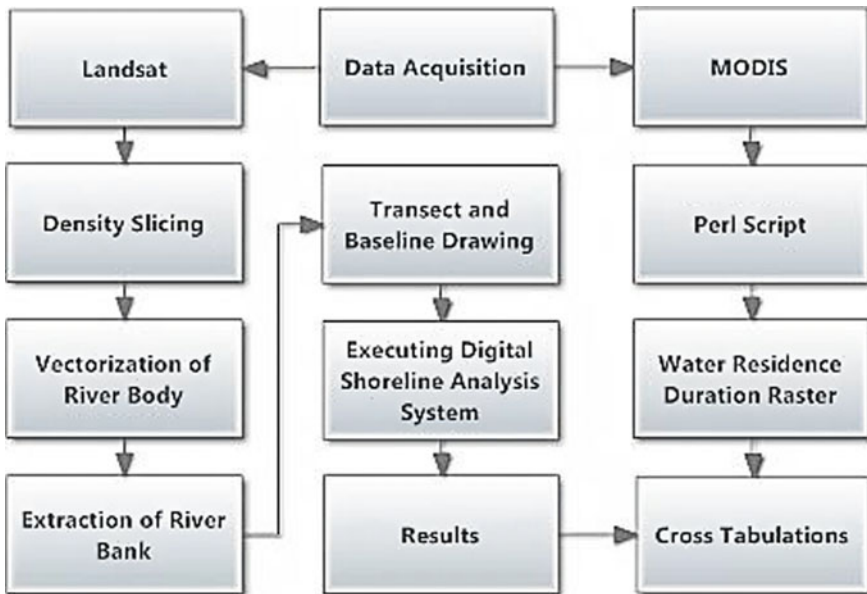 Landsat
Data Acquisition
MODIS
Density Slicing
Transect and
Baseline Drawing
Perl Script
Vectorization of
River Body
Executing Digital
Shoreline Analysis
System
Water Residence
Duration Raster
Extraction of River
Bank
Results
Cross Tabulations